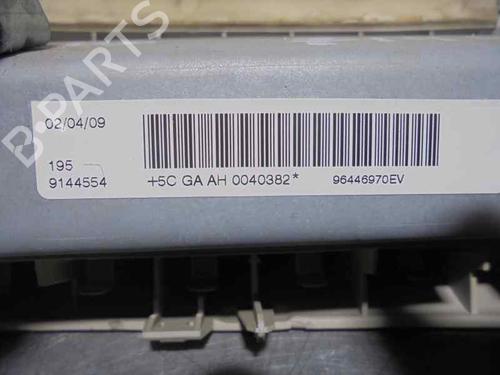 02/04/09
195
9144554
+5C GA AH 0040382*
96446970EV
B-PARTS